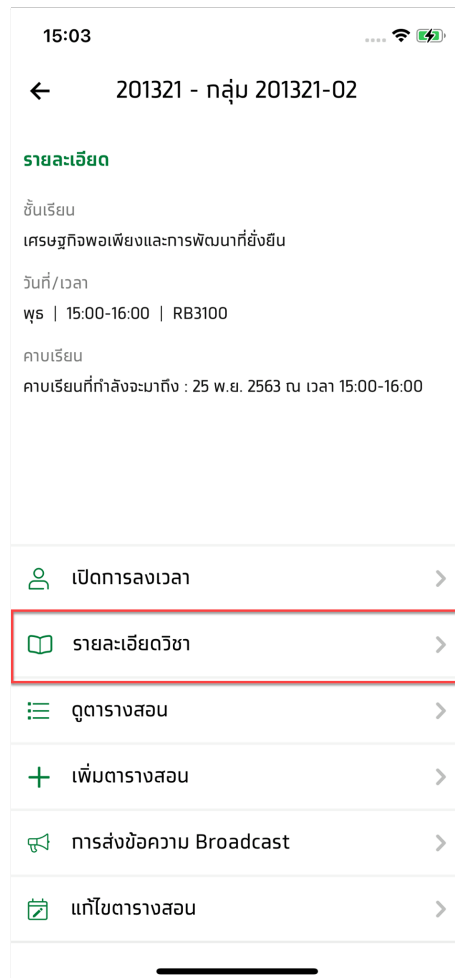 15:03
201321 - กลุ่ม 201321-02
รายละเอียด
ชั้นเรียน
เศรษฐกิจพอเพียงและการพัฒนาที่ยั่งยืน
วันที่/เวลา
พุธ | 15:00-16:00 | RB3100
คาบเรียน
คาบเรียนที่กำลังจะมาถึง : 25 พ.ย. 2563 ณ เวลา 15:00-16:00
เปิดการลงเวลา
รายละเอียดวิชา
ดูตารางสอน
เพิ่มตารางสอน
การส่งข้อความ Broadcast
แก้ไขตารางสอน